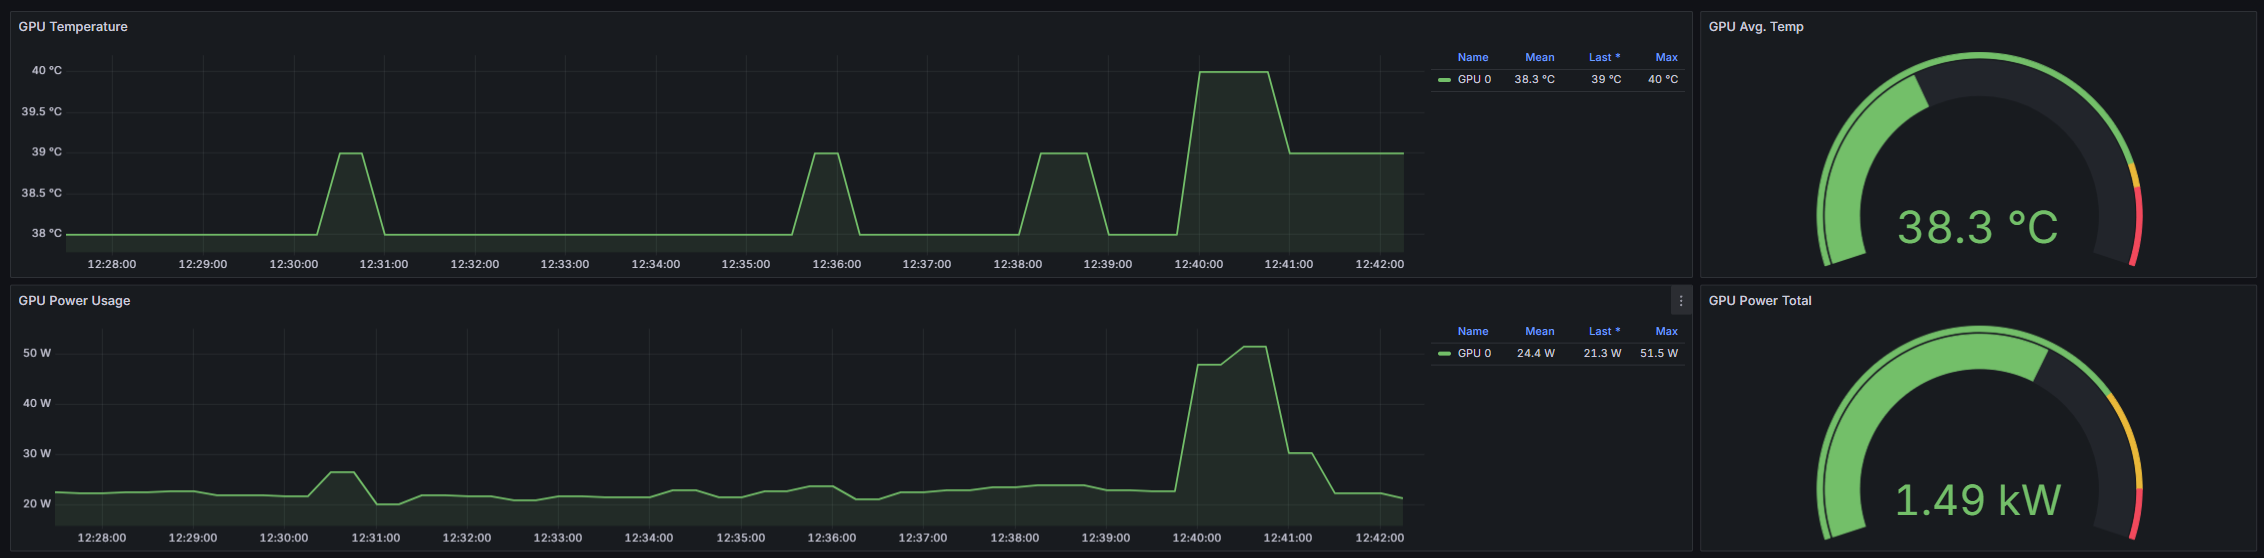 GPU Temperature
40 °C
39.5 °C
39 °C
38.5 °C
38 °C
12:28:00 12:29:00 12:30:00 12:31:00 12:32:00 12:33:00 12:34:00 12:35:00 12:36:00 12:37:00 12:38:00 12:39:00 12:40:00 12:41:00 12:42:00
Name Mean Last * Max
GPU 0 38.3 °C 39 °C 40 °C
GPU Avg. Temp
38.3 °C
GPU Power Usage
50 W
40 W
30 W
20 W
12:28:00 12:29:00 12:30:00 12:31:00 12:32:00 12:33:00 12:34:00 12:35:00 12:36:00 12:37:00 12:38:00 12:39:00 12:40:00 12:41:00 12:42:00
Name Mean Last * Max
GPU 0 24.4 W 21.3 W 51.5 W
GPU Power Total
1.49 kW